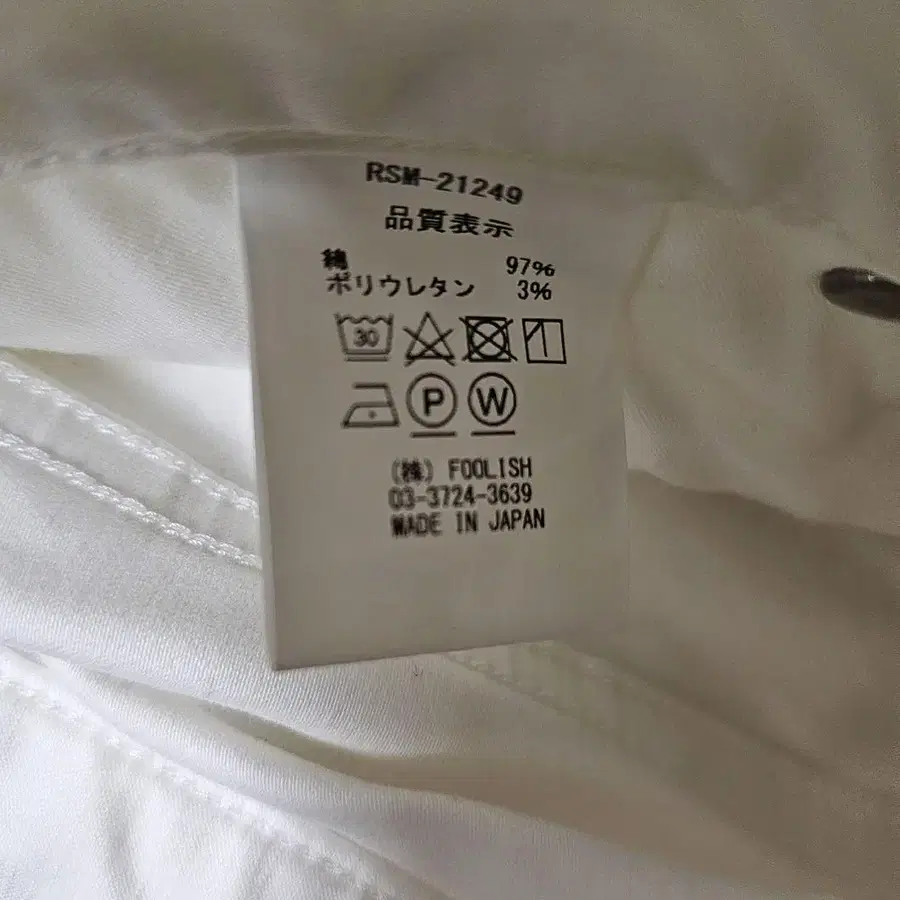 RSM-21249
品質表示
綿 97%
ポリウレタン 3%
30
P W
(株) FOOLISH
03-3724-3639
MADE IN JAPAN